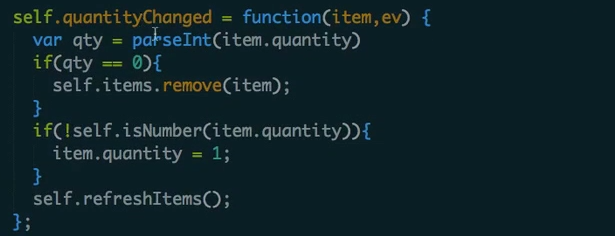 self.quantityChanged = function(item,ev) {
  var qty = parseInt(item.quantity)
  if(qty == 0){
    self.items.remove(item);
  }
  if(!self.isNumber(item.quantity)){
    item.quantity = 1;
  }
  self.refreshItems();
};